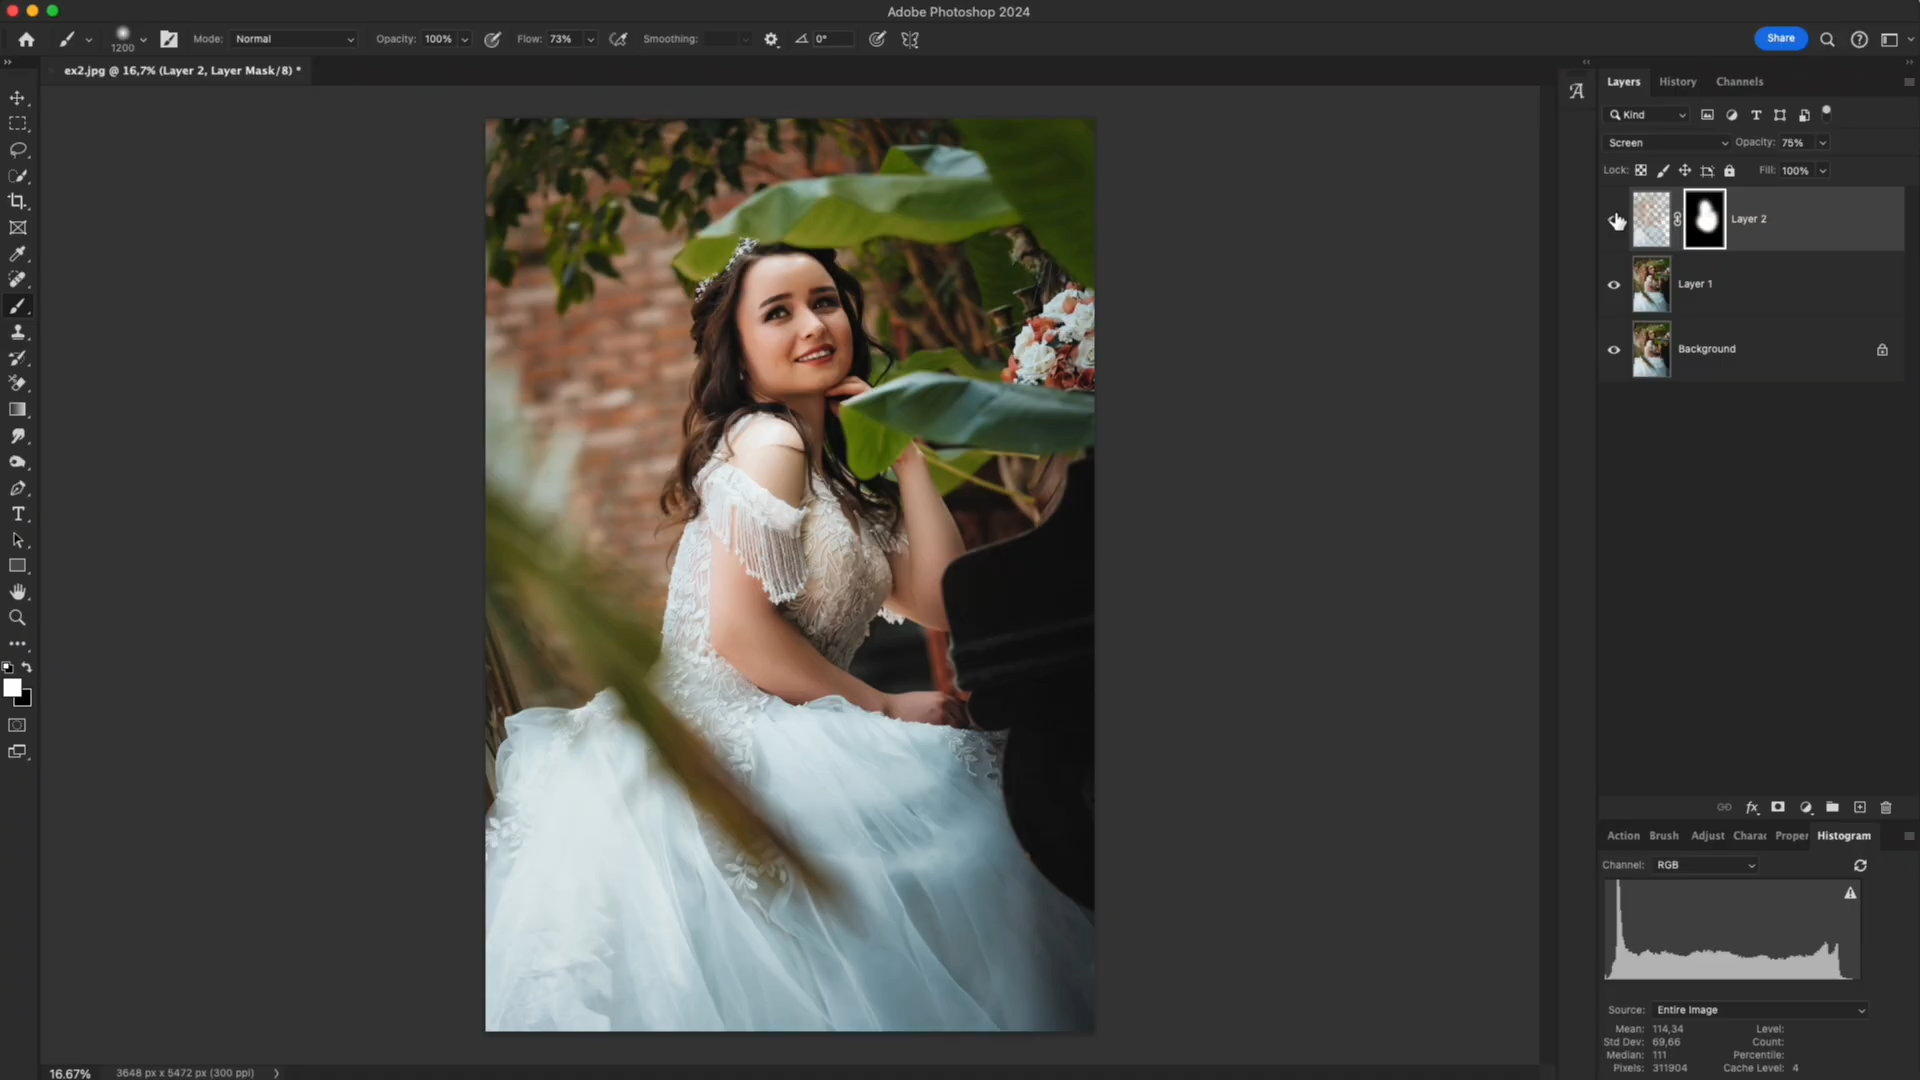 Adobe Photoshop 2024
1200
Mode: Normal
Opacity: 100%
Flow: 73%
Smoothing:
0°
Share
ex2.jpg @ 16,7% (Layer 2, Layer Mask/8) *
Layers History Channels
Kind
Screen Opacity: 75%
Lock: Fill: 100%
Layer 2
Layer 1
Background
fx
Action Brush Adjust Charac Proper Histogram
Channel: RGB
Source: Entire Image
Mean: 114,34 Level:
Std Dev: 69,66 Count:
Median: 111 Percentile:
Pixels: 311904 Cache Level: 4
16.67% 3648 px x 5472 px (300 ppi)